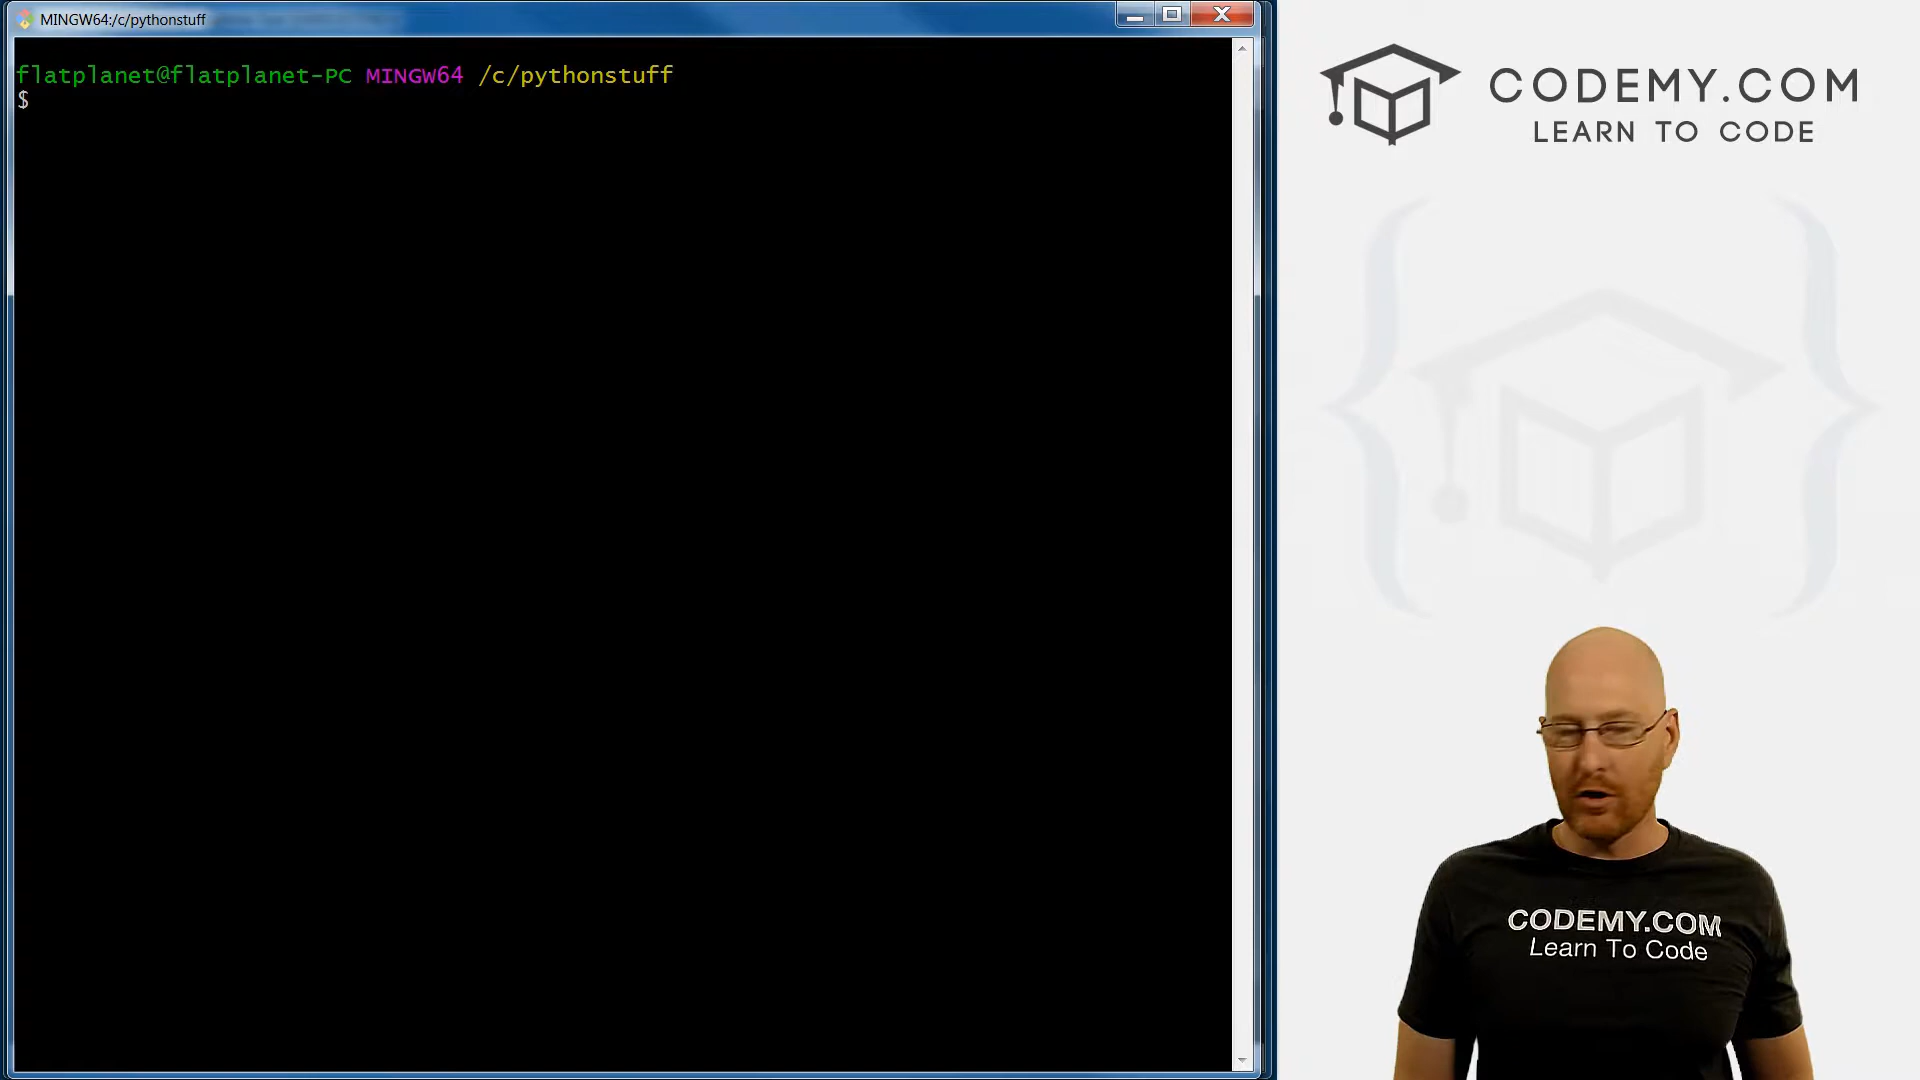 MINGW64:/c/pythonstuff
flatplanet@flatplanet-PC MINGW64 /c/pythonstuff
$
CODEMY.COM
LEARN TO CODE
CODEMY.COM
Learn To Code